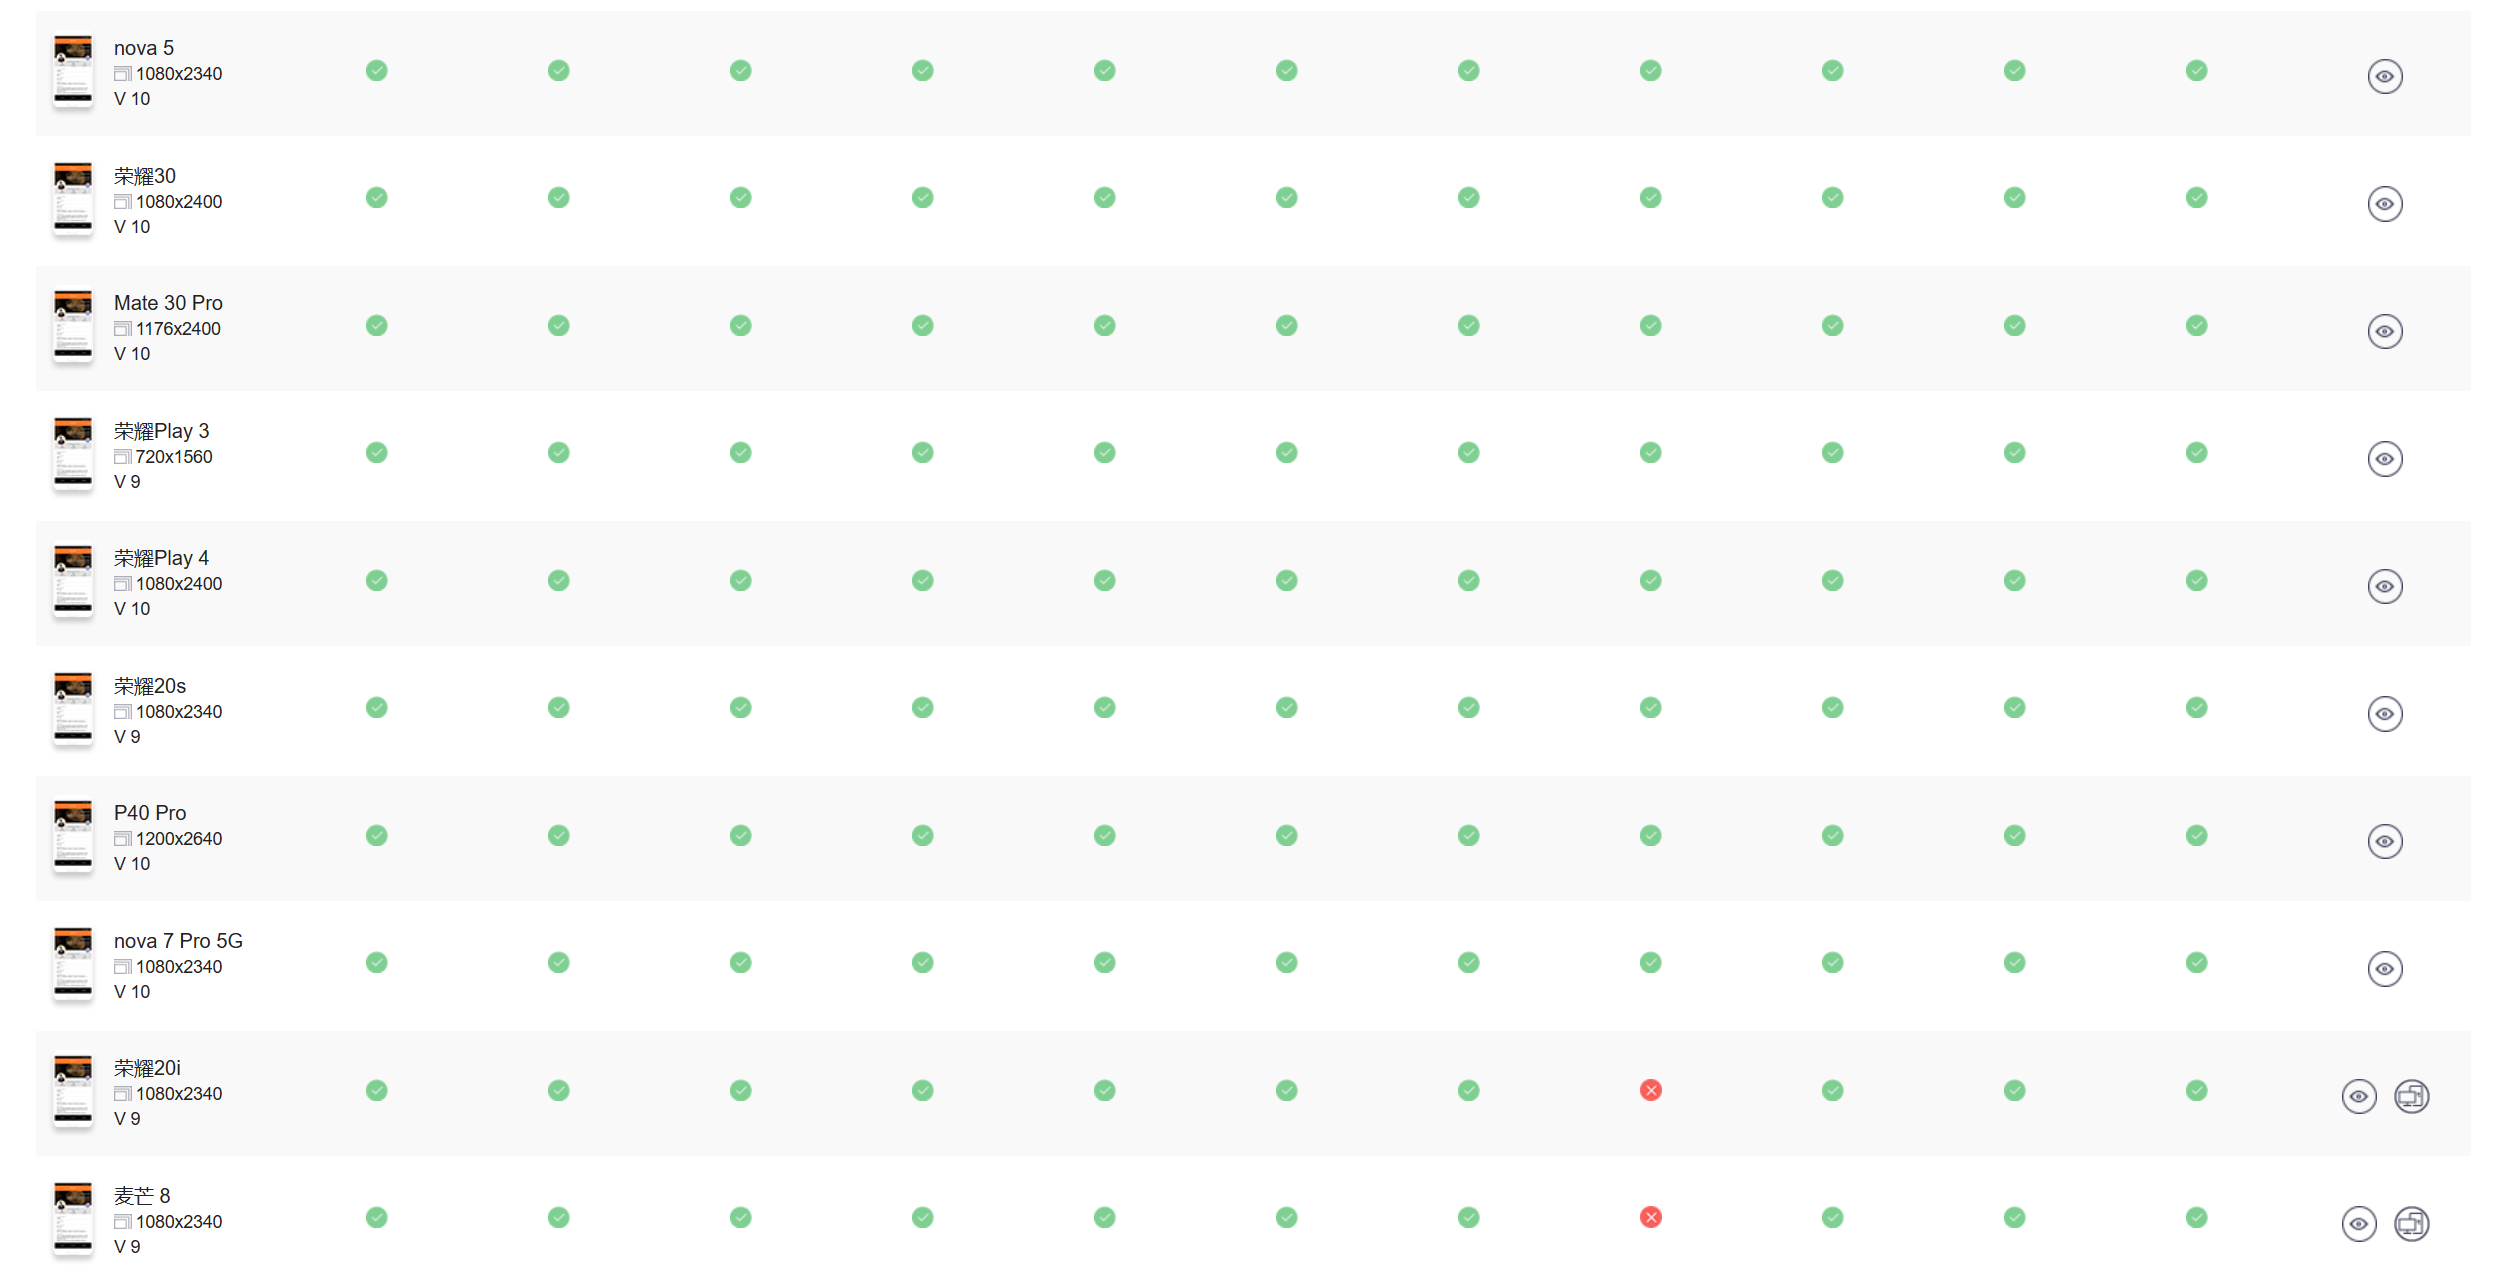 nova 5
1080x2340
V 10
荣耀30
1080x2400
V 10
Mate 30 Pro
1176x2400
V 10
荣耀Play 3
720x1560
V 9
荣耀Play 4
1080x2400
V 10
荣耀20s
1080x2340
V 9
P40 Pro
1200x2640
V 10
nova 7 Pro 5G
1080x2340
V 10
荣耀20i
1080x2340
V 9
麦芒 8
1080x2340
V 9